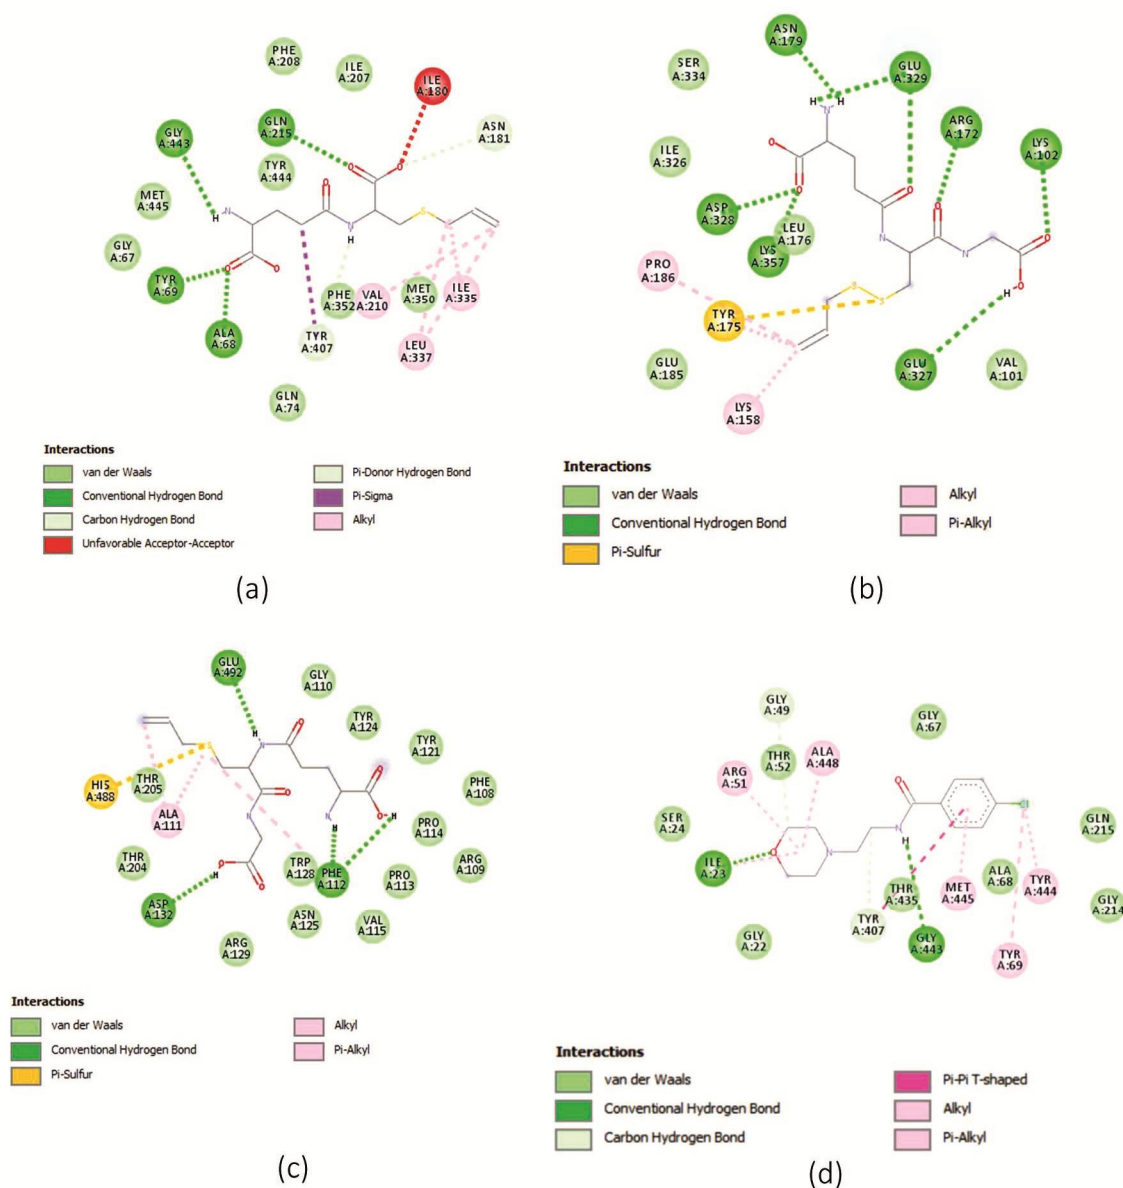 PHE
A:208
ILE
A:207
ILE
A:180
GLN
A:215
ASN
A:181
GLY
A:443
TYR
A:444
MET
A:445
GLY
A:67
TYR
A:69
PHE
A:352
VAL
A:210
MET
A:350
ILE
A:335
ALA
A:68
TYR
A:407
LEU
A:337
GLN
A:74
N
H
O
O
O
N
H
O
O
S
Interactions
van der Waals
Conventional Hydrogen Bond
Carbon Hydrogen Bond
Unfavorable Acceptor-Acceptor
Pi-Donor Hydrogen Bond
Pi-Sigma
Alkyl
(a)
ASN
A:179
SER
A:334
GLU
A:329
ARG
A:172
LYS
A:102
ILE
A:326
ASP
A:328
LEU
A:176
LYS
A:357
PRO
A:186
TYR
A:175
GLU
A:185
GLU
A:327
VAL
A:101
LYS
A:158
H
H
N
O
O
O
N
O
N
O
O
H
S
S
Interactions
van der Waals
Conventional Hydrogen Bond
Pi-Sulfur
Alkyl
Pi-Alkyl
(b)
GLU
A:492
GLY
A:110
TYR
A:124
TYR
A:121
PHE
A:108
HIS
A:488
THR
A:205
ALA
A:111
PRO
A:114
THR
A:204
TRP
A:128
PHE
A:112
PRO
A:113
ARG
A:109
ASP
A:132
ASN
A:125
VAL
A:115
ARG
A:129
H
N
O
S
O
O
O
H
N
N
H
O
H
O
Interactions
van der Waals
Conventional Hydrogen Bond
Pi-Sulfur
Alkyl
Pi-Alkyl
(c)
GLY
A:49
GLY
A:67
THR
A:52
ALA
A:448
ARG
A:51
SER
A:24
GLN
A:215
ILE
A:23
ALA
A:68
THR
A:435
MET
A:445
TYR
A:444
GLY
A:214
TYR
A:407
GLY
A:22
GLY
A:443
TYR
A:69
O
Cl
N
H
O
N
Interactions
van der Waals
Conventional Hydrogen Bond
Carbon Hydrogen Bond
Pi-Pi T-shaped
Alkyl
Pi-Alkyl
(d)